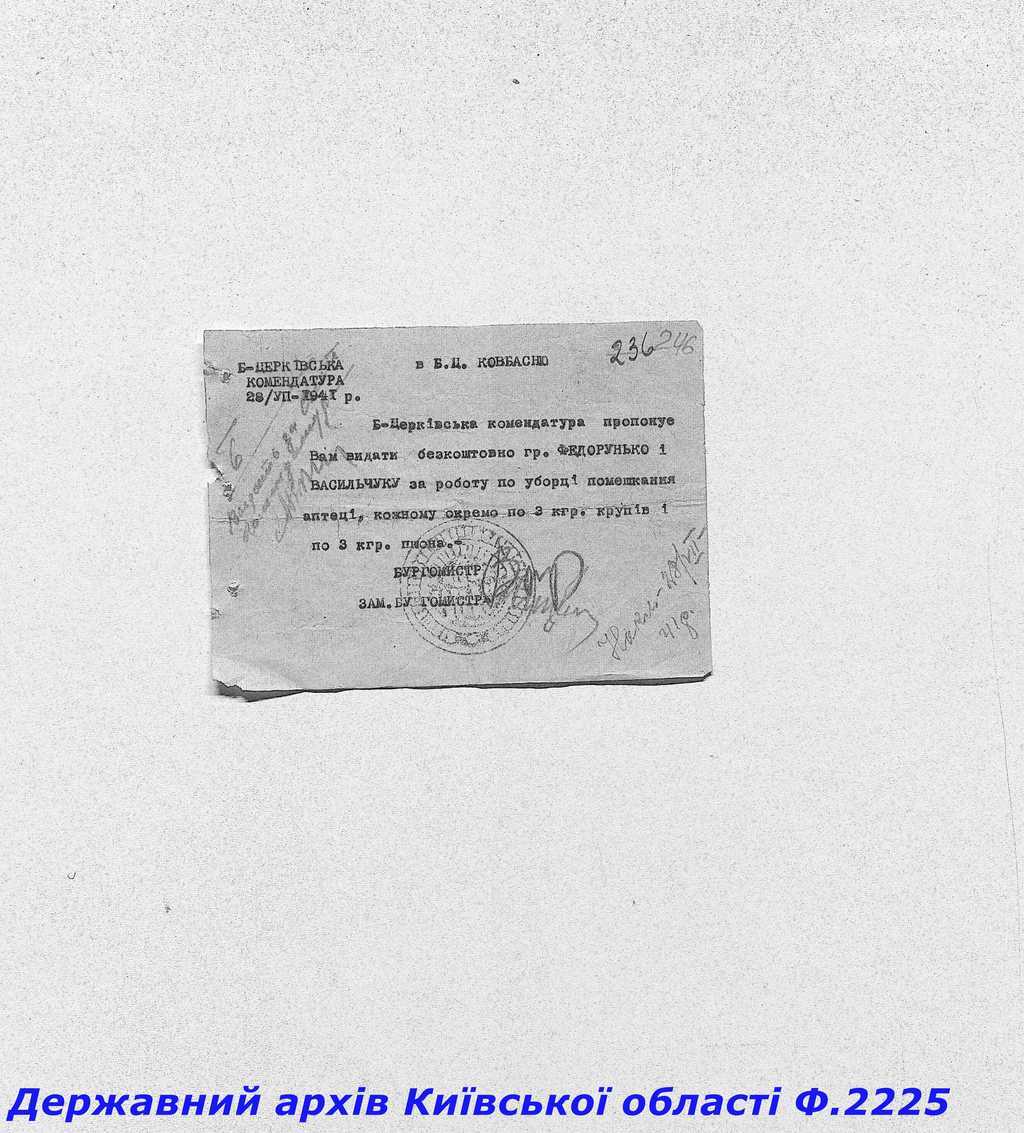 236 246
Б-ЦЕРКІВСЬКА в Б.Ц. КОВБАСНЮ
КОМЕНДАТУРА
28/УП-1941 р.
Б-Церківська комендатура пропонує
Вам видати безкоштовно гр. ФЕДОРУНЬКО і
ВАСИЛЬЧУКУ за роботу по уборці помешкання
аптеці, кожному окремо по 3 кгр. крупів і
по 3 кгр. пшона.-
БУРГОМИСТР
ЗАМ.БУРГОМИСТРА
Державний архів Київської області Ф.2225